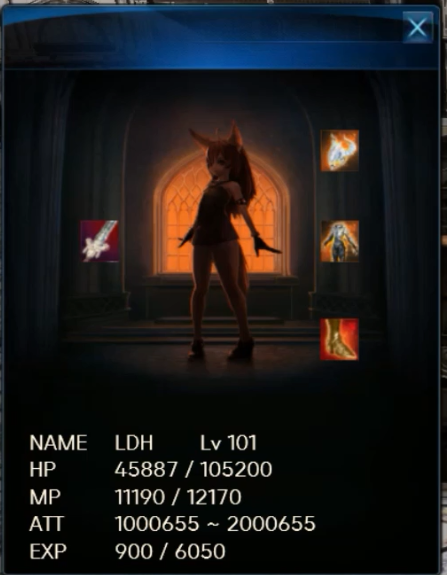 NAME LDH Lv 101
HP 45887 / 105200
MP 11190 / 12170
ATT 1000655 ~ 2000655
EXP 900 / 6050